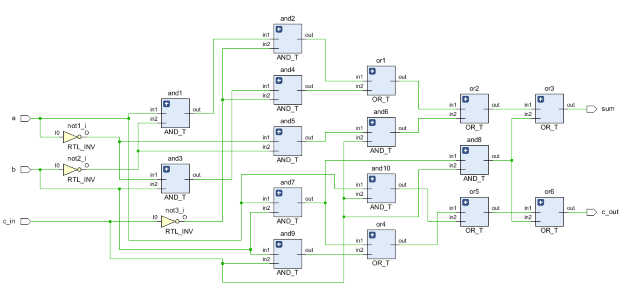 and2
in1 out
in2
AND_T
and4
in1 out
in2
AND_T
or1
in1 out
in2
OR_T
and1
in1 out
in2
AND_T
or2
in1 out
in2
OR_T
or3
in1 out
in2
OR_T
sum
a
not1_i
I0 O
RTL_INV
and5
in1 out
in2
AND_T
and6
in1 out
in2
AND_T
b
not2_i
I0 O
RTL_INV
and3
in1 out
in2
AND_T
and8
in1 out
in2
AND_T
and7
in1 out
in2
AND_T
and10
in1 out
in2
AND_T
c_in
not3_i
I0 O
RTL_INV
or5
in1 out
in2
OR_T
or6
in1 out
in2
OR_T
c_out
and9
in1 out
in2
AND_T
or4
in1 out
in2
OR_T